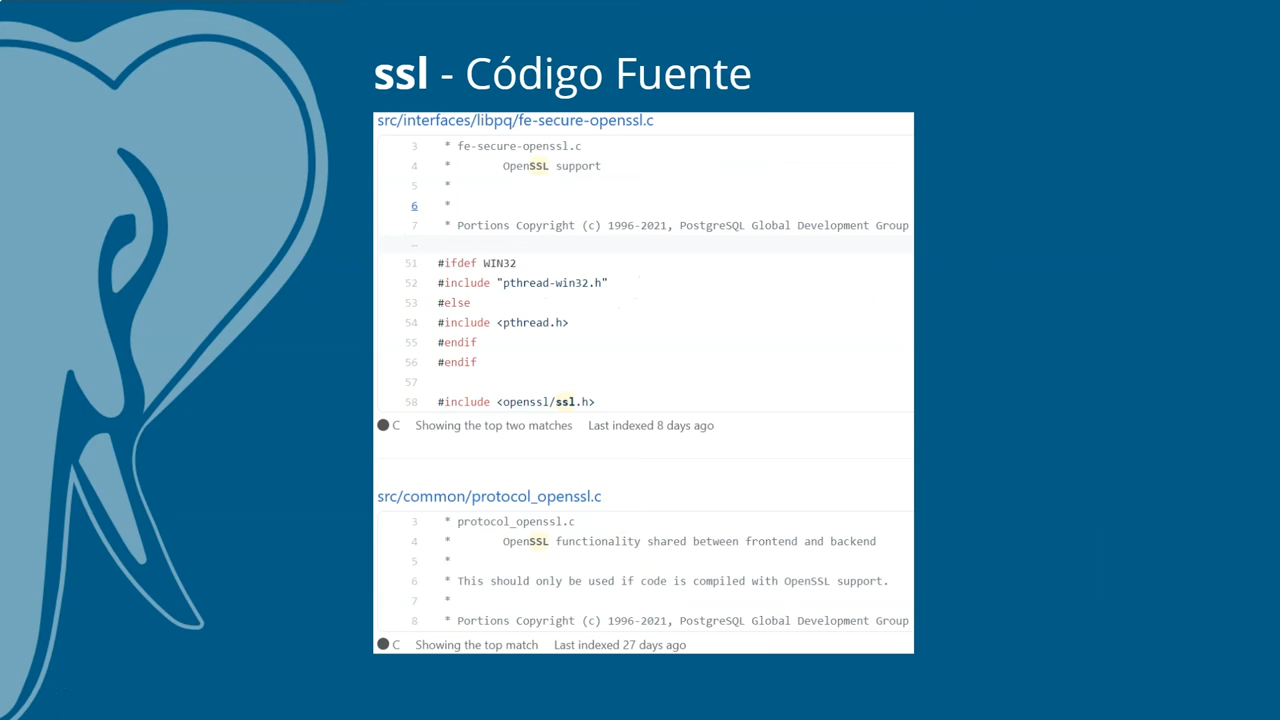 ssl - Código Fuente
src/interfaces/libpq/fe-secure-openssl.c
3 * fe-secure-openssl.c
4 * OpenSSL support
5 *
6 *
7 * Portions Copyright (c) 1996-2021, PostgreSQL Global Development Group
…
51 #ifdef WIN32
52 #include "pthread-win32.h"
53 #else
54 #include <pthread.h>
55 #endif
56 #endif
57
58 #include <openssl/ssl.h>
C Showing the top two matches Last indexed 8 days ago
src/common/protocol_openssl.c
3 * protocol_openssl.c
4 * OpenSSL functionality shared between frontend and backend
5 *
6 * This should only be used if code is compiled with OpenSSL support.
7 *
8 * Portions Copyright (c) 1996-2021, PostgreSQL Global Development Group
C Showing the top match Last indexed 27 days ago